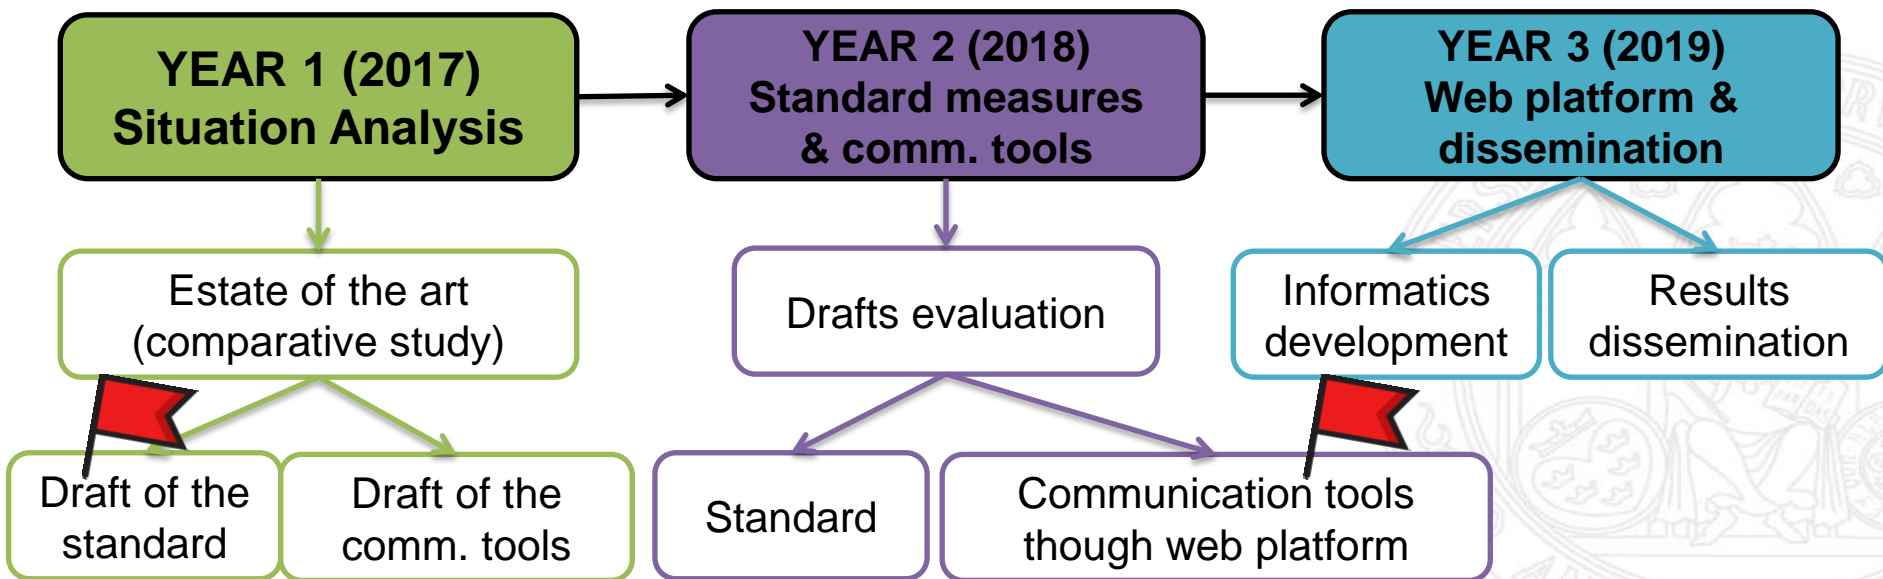 YEAR 1 (2017)
Situation Analysis
YEAR 2 (2018)
Standard measures
& comm. tools
YEAR 3 (2019)
Web platform &
dissemination
Estate of the art
(comparative study)
Drafts evaluation
Informatics
development
Results
dissemination
Draft of the
standard
Draft of the
comm. tools
Standard
Communication tools
though web platform